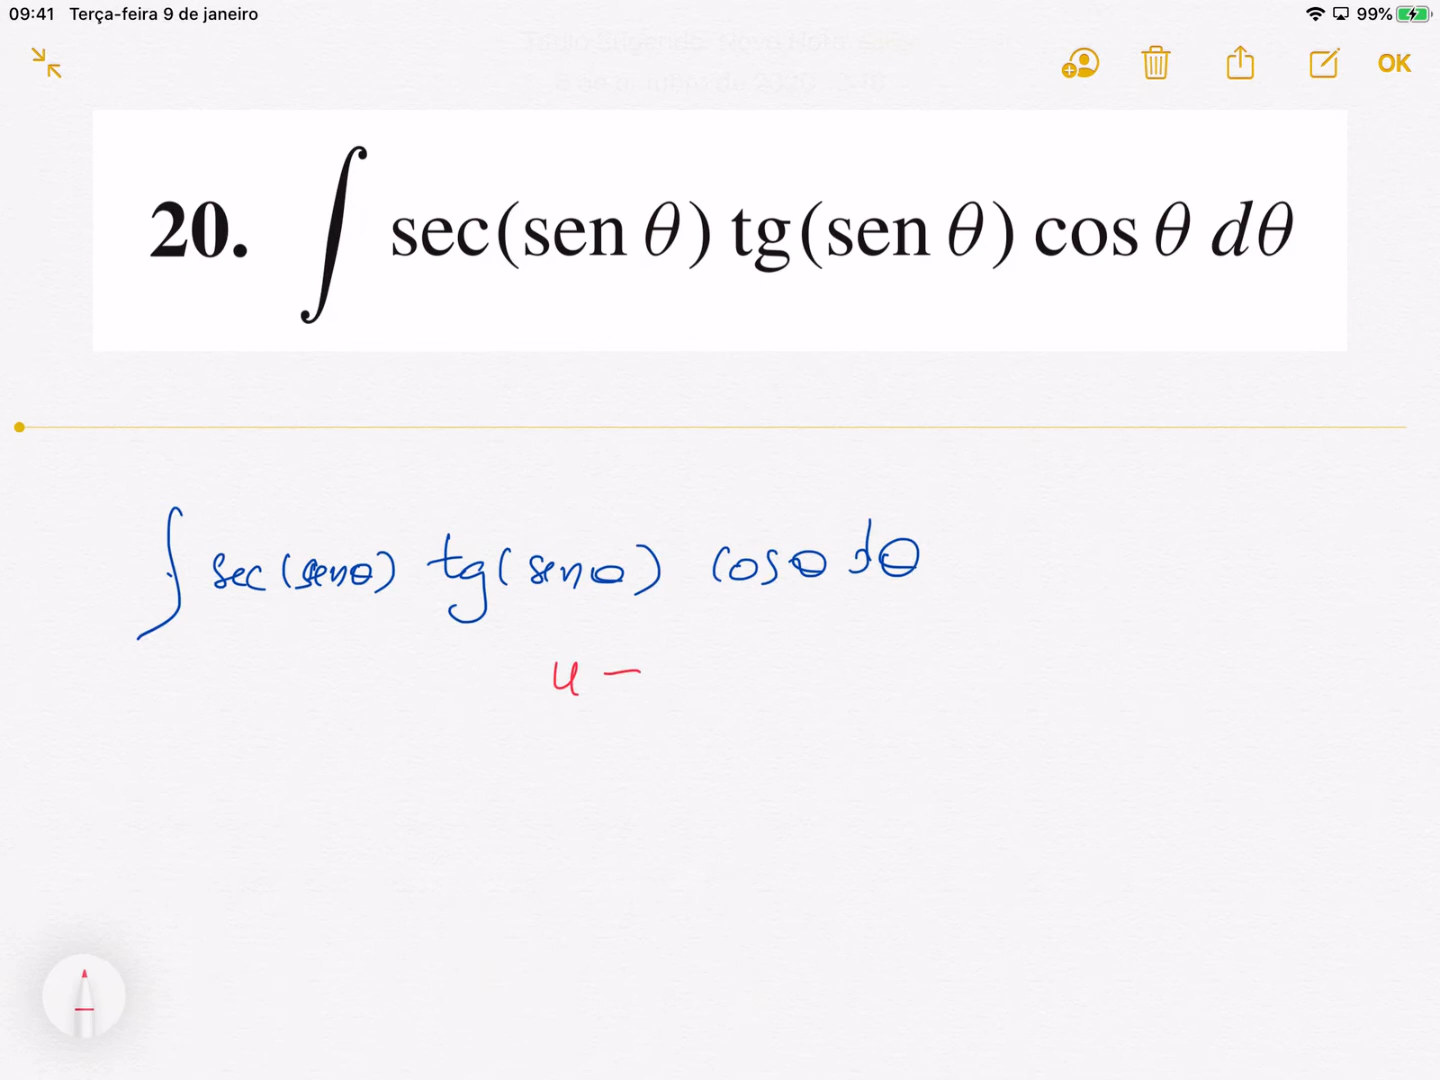 09:41 Terça-feira 9 de janeiro 99%
OK
20. ∫ sec(sen θ) tg(sen θ) cos θ dθ
∫ sec(senθ) tg(senθ) cosθ dθ
u –